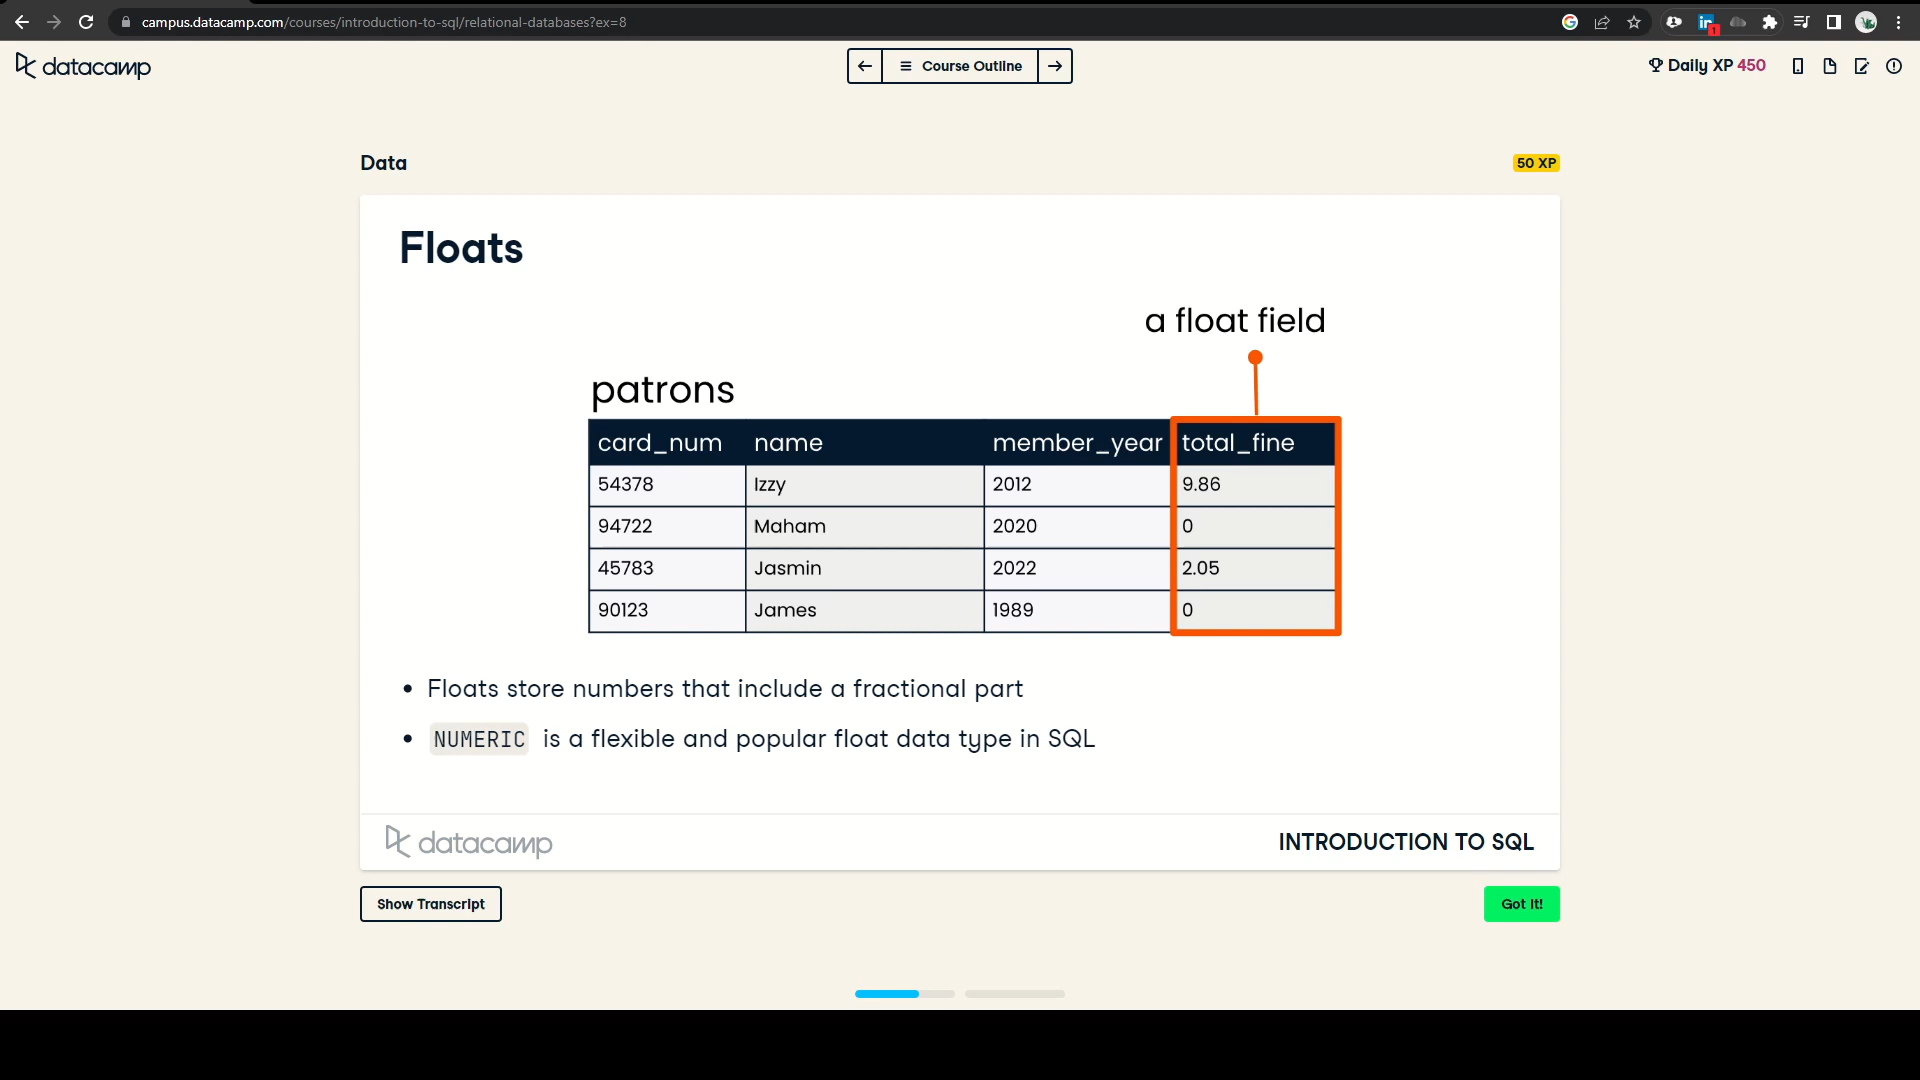 campus.datacamp.com/courses/introduction-to-sql/relational-databases?ex=8
in
1
datacamp
Course Outline
Daily XP 450
Data
50 XP
Floats
a float field
patrons
card_num name member_year total_fine
54378 Izzy 2012 9.86
94722 Maham 2020 0
45783 Jasmin 2022 2.05
90123 James 1989 0
• Floats store numbers that include a fractional part
• NUMERIC is a flexible and popular float data type in SQL
datacamp
INTRODUCTION TO SQL
Show Transcript
Got It!